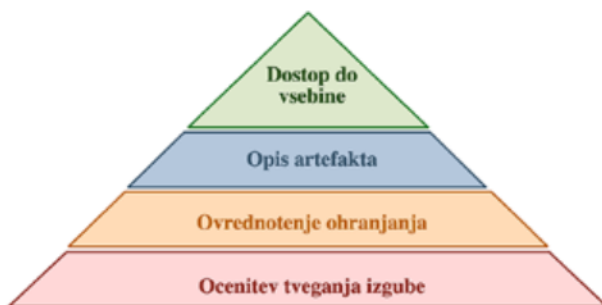 Dostop do
vsebine
Opis artefakta
Ovrednotenje ohranjanja
Ocenitev tveganja izgube